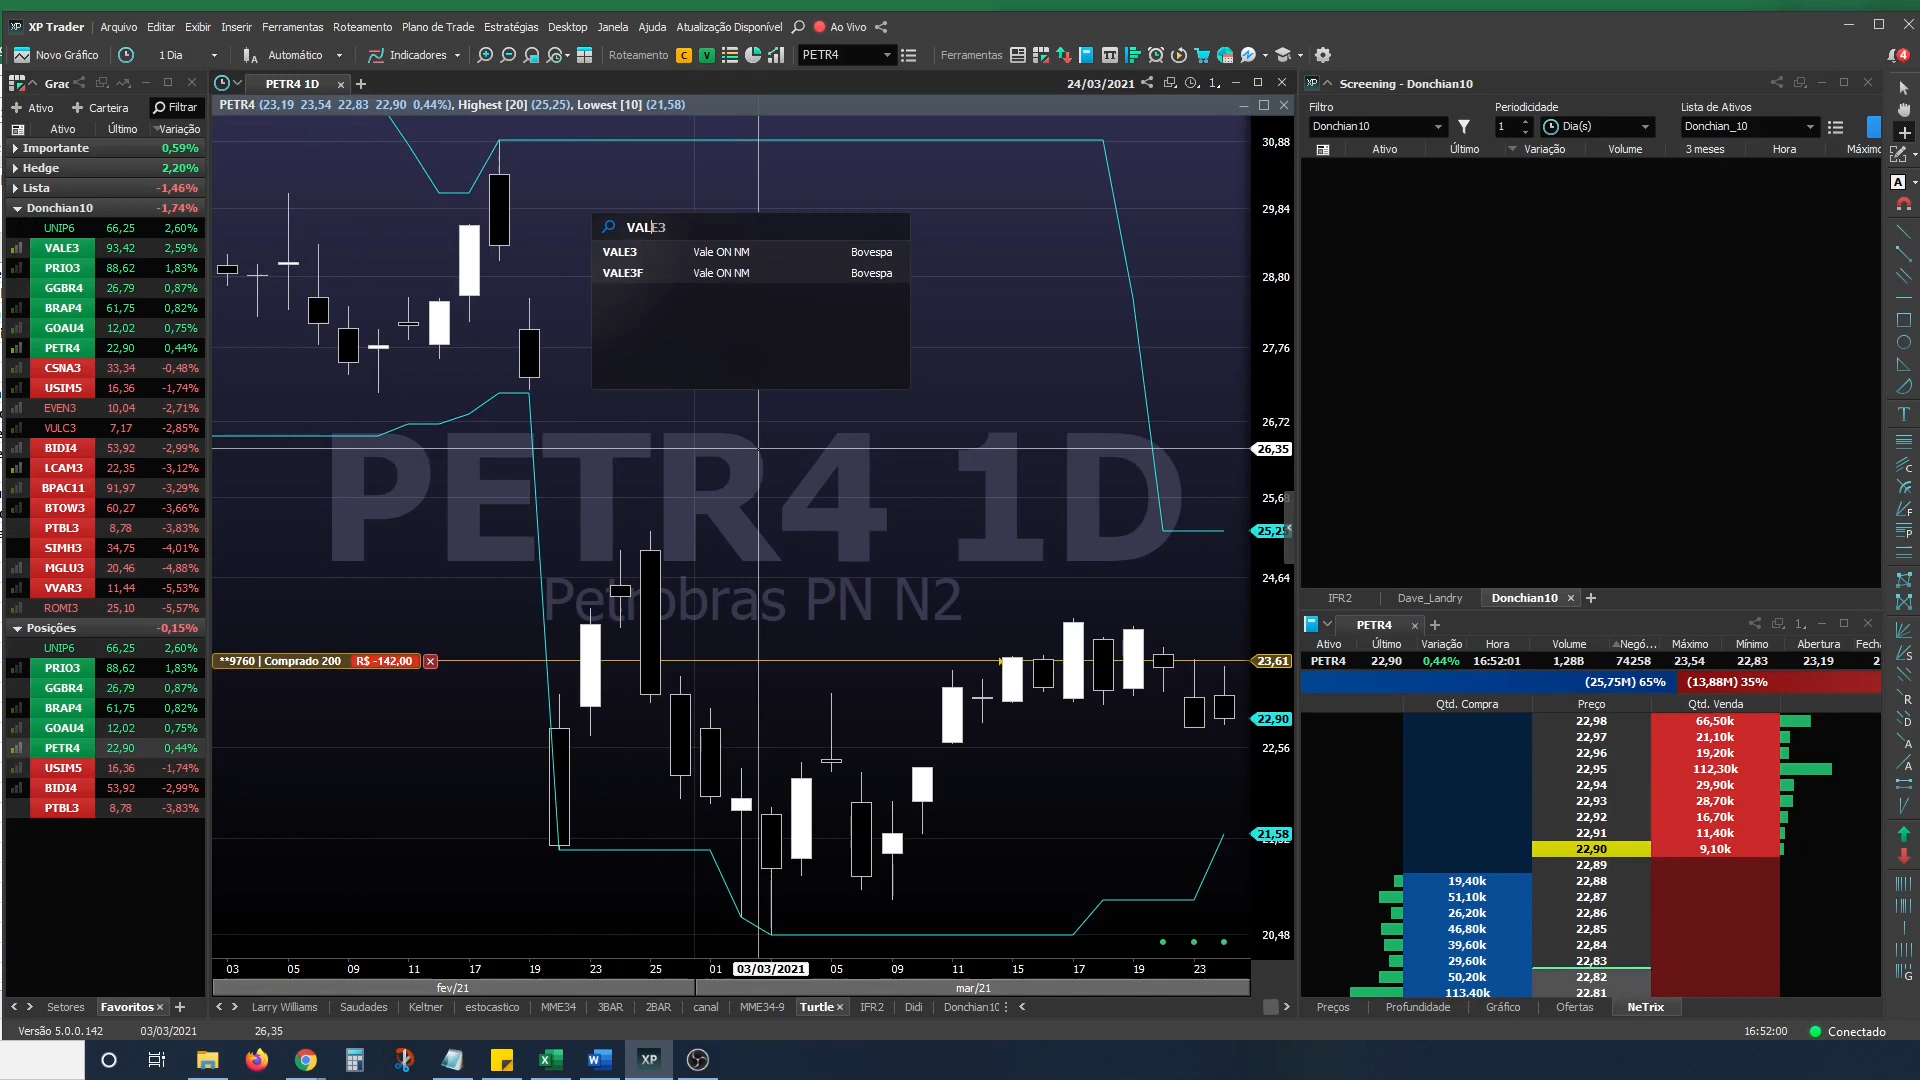 XP Trader Arquivo Editar Exibir Inserir Ferramentas Roteamento Plano de Trade Estratégias Desktop Janela Ajuda Atualização Disponível Ao Vivo
Novo Gráfico 1 Dia Automático Indicadores Roteamento C V PETR4 Ferramentas 4
Grac
Ativo Carteira Filtrar
Ativo Último Variação
Importante 0,59%
Hedge 2,20%
Lista -1,46%
Donchian10 -1,74%
UNIP6 66,25 2,60%
VALE3 93,42 2,59%
PRIO3 88,62 1,83%
GGBR4 26,79 0,87%
BRAP4 61,75 0,82%
GOAU4 12,02 0,75%
PETR4 22,90 0,44%
CSNA3 33,34 -0,48%
USIM5 16,36 -1,74%
EVEN3 10,04 -2,71%
VULC3 7,17 -2,85%
BIDI4 53,92 -2,99%
LCAM3 22,35 -3,12%
BPAC11 91,97 -3,29%
BTOW3 60,27 -3,66%
PTBL3 8,78 -3,83%
SIMH3 34,75 -4,01%
MGLU3 20,46 -4,88%
VVAR3 11,44 -5,53%
ROMI3 25,10 -5,57%
Posições -0,15%
UNIP6 66,25 2,60%
PRIO3 88,62 1,83%
GGBR4 26,79 0,87%
BRAP4 61,75 0,82%
GOAU4 12,02 0,75%
PETR4 22,90 0,44%
USIM5 16,36 -1,74%
BIDI4 53,92 -2,99%
PTBL3 8,78 -3,83%
Setores Favoritos
PETR4 1D 24/03/2021 1
PETR4 (23,19 23,54 22,83 22,90 0,44%), Highest [20] (25,25), Lowest [10] (21,58)
VALE3
VALE3 Vale ON NM Bovespa
VALE3F Vale ON NM Bovespa
PETR4 1D
Petrobras PN N2
**9760 | Comprado 200 R$ -142,00
30,88
29,84
28,80
27,76
26,72
26,35
25,68
25,25
24,64
23,61
22,90
22,56
21,58
20,48
03 05 09 11 17 19 23 25 01 03/03/2021 05 09 11 15 17 19 23
fev/21 mar/21
Larry Williams Saudades Keltner estocastico MME34 3BAR 2BAR canal MME34-9 Turtle IFR2 Didi Donchian10
Screening - Donchian10
Filtro Periodicidade Lista de Ativos
Donchian10 1 Dia(s) Donchian_10
Ativo Último Variação Volume 3 meses Hora Máximo
IFR2 Dave_Landry Donchian10
PETR4 1
Ativo Último Variação Hora Volume Negó... Máximo Mínimo Abertura Fech
PETR4 22,90 0,44% 16:52:01 1,28B 74258 23,54 22,83 23,19 2
(25,75M) 65% (13,88M) 35%
Qtd. Compra Preço Qtd. Venda
22,98 66,50k
22,97 21,10k
22,96 19,20k
22,95 112,30k
22,94 29,90k
22,93 28,70k
22,92 16,70k
22,91 11,40k
22,90 9,10k
22,89
19,40k 22,88
51,10k 22,87
26,20k 22,86
46,80k 22,85
39,60k 22,84
29,60k 22,83
50,20k 22,82
113,40k 22,81
Preços Profundidade Gráfico Ofertas NeTrix
Versão 5.0.0.142 03/03/2021 26,35 16:52:00 Conectado